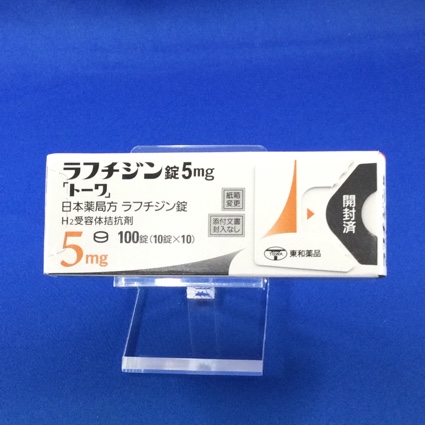 ラフチジン錠5mg
「トーワ」
日本薬局方 ラフチジン錠
H2受容体拮抗剤
5mg 100錠(10錠×10)
紙箱
変更
添付文書
封入なし
開封済
東和薬品